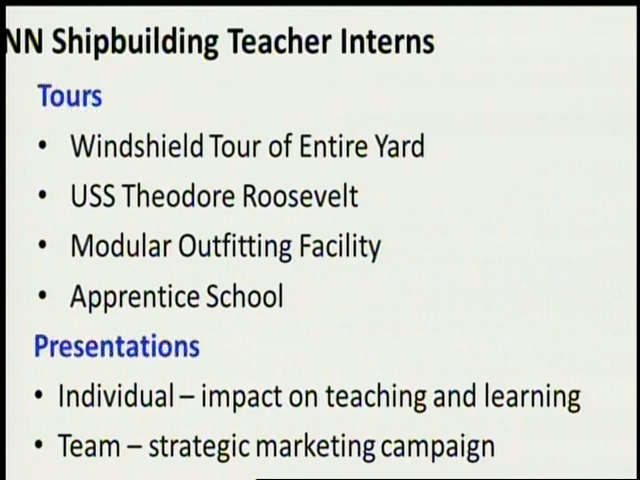 NN Shipbuilding Teacher Interns
Tours
• Windshield Tour of Entire Yard
• USS Theodore Roosevelt
• Modular Outfitting Facility
• Apprentice School
Presentations
• Individual – impact on teaching and learning
• Team – strategic marketing campaign